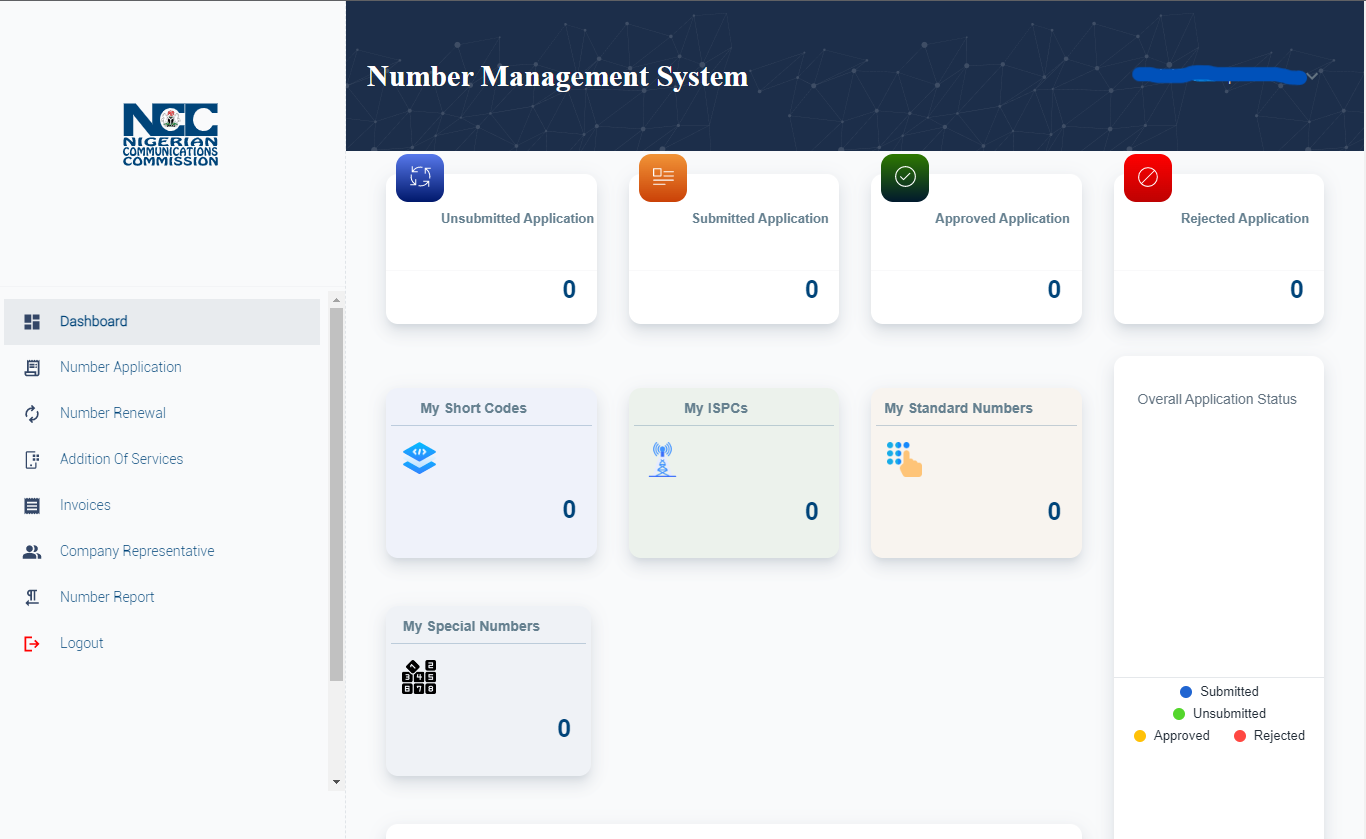 NCC
NIGERIAN
COMMUNICATIONS
COMMISSION
Dashboard
Number Application
Number Renewal
Addition Of Services
Invoices
Company Representative
Number Report
Logout
Number Management System
Unsubmitted Application
0
Submitted Application
0
Approved Application
0
Rejected Application
0
My Short Codes
0
My ISPCs
0
My Standard Numbers
0
My Special Numbers
0
Overall Application Status
Submitted
Unsubmitted
Approved Rejected